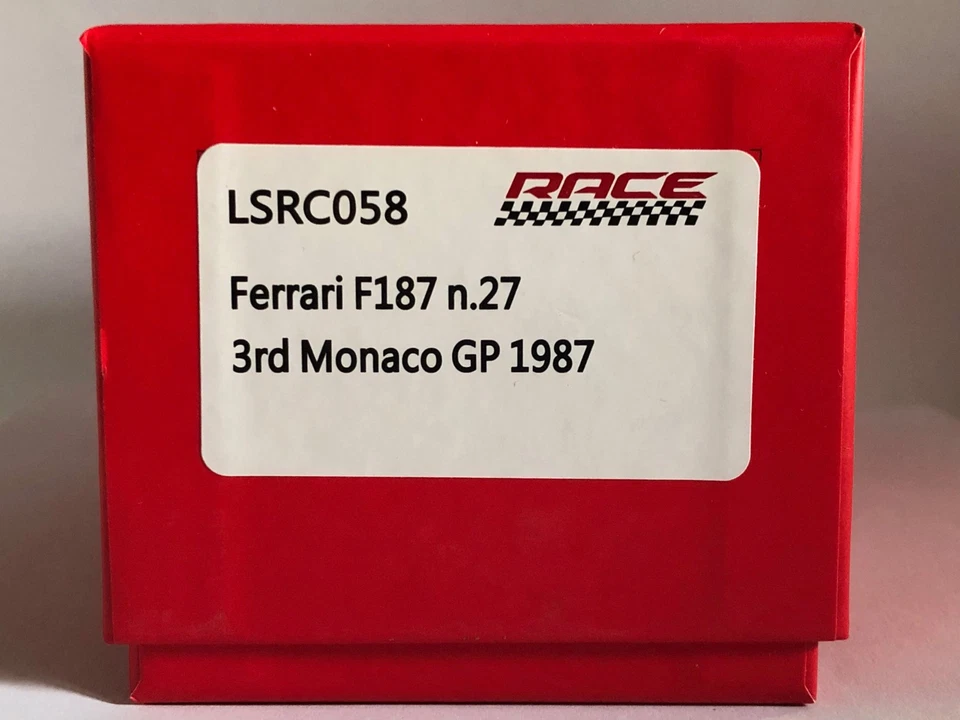 LSRC058 RACE
Ferrari F187 n.27
3rd Monaco GP 1987